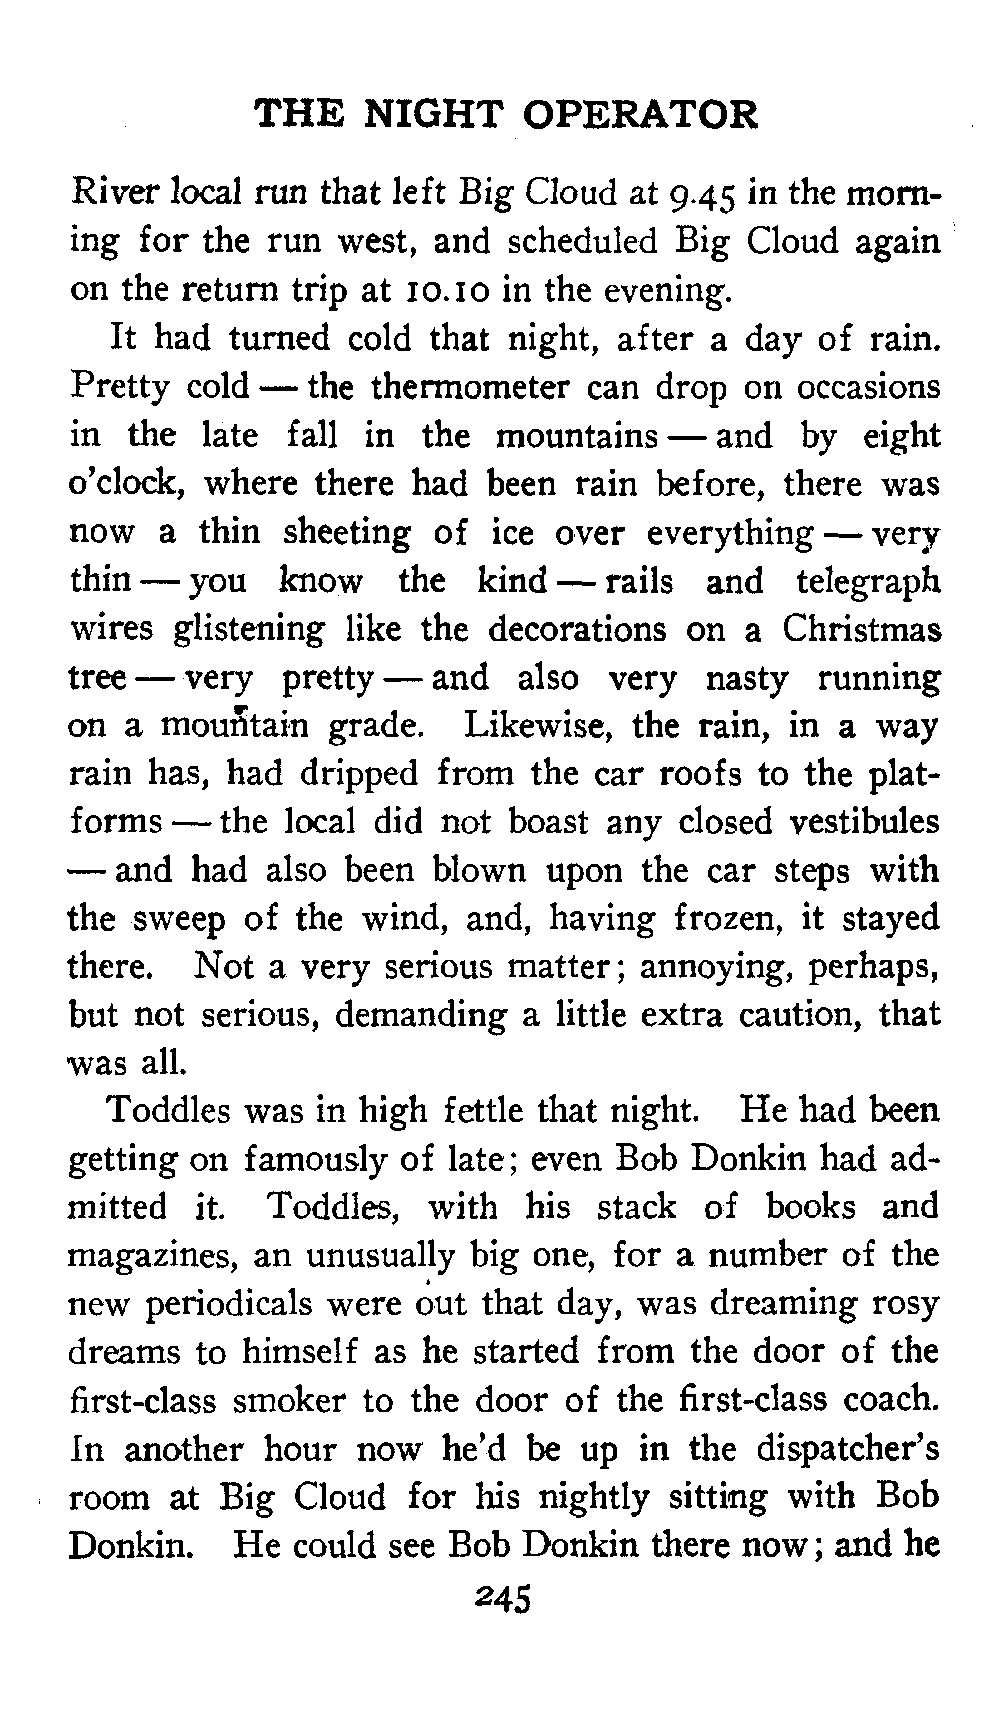 THE NIGHT OPERATOR
River local run that left Big Cloud at 9.45 in the morn-
ing for the run west, and scheduled Big Cloud again
on the return trip at 10.10 in the evening.
It had turned cold that night, after a day of rain.
Pretty cold — the thermometer can drop on occasions
in the late fall in the mountains — and by eight
o'clock, where there had been rain before, there was
now a thin sheeting of ice over everything — very
thin — you know the kind — rails and telegraph
wires glistening like the decorations on a Christmas
tree — very pretty — and also very nasty running
on a mountain grade. Likewise, the rain, in a way
rain has, had dripped from the car roofs to the plat-
forms — the local did not boast any closed vestibules
— and had also been blown upon the car steps with
the sweep of the wind, and, having frozen, it stayed
there. Not a very serious matter; annoying, perhaps,
but not serious, demanding a little extra caution, that
was all.
Toddles was in high fettle that night. He had been
getting on famously of late; even Bob Donkin had ad-
mitted it. Toddles, with his stack of books and
magazines, an unusually big one, for a number of the
new periodicals were out that day, was dreaming rosy
dreams to himself as he started from the door of the
first-class smoker to the door of the first-class coach.
In another hour now he'd be up in the dispatcher's
room at Big Cloud for his nightly sitting with Bob
Donkin. He could see Bob Donkin there now; and he
245